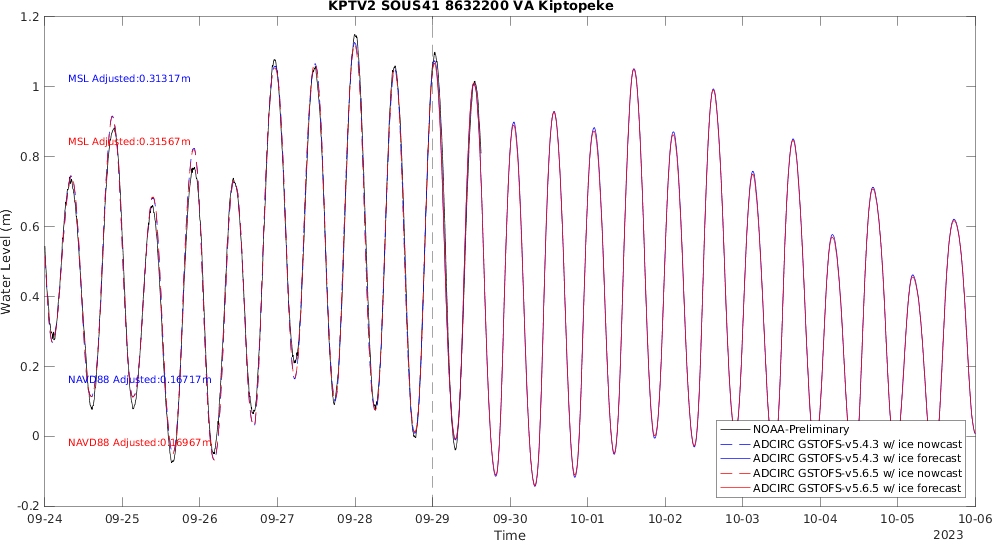 KPTV2 SOUS41 8632200 VA Kiptopeke
1.2
1
0.8
0.6
0.4
0.2
0
-0.2
Water Level (m)
MSL Adjusted:0.31317m
MSL Adjusted:0.31567m
NAVD88 Adjusted:0.16717m
NAVD88 Adjusted:0.16967m
NOAA-Preliminary
ADCIRC GSTOFS-v5.4.3 w/ ice nowcast
ADCIRC GSTOFS-v5.4.3 w/ ice forecast
ADCIRC GSTOFS-v5.6.5 w/ ice nowcast
ADCIRC GSTOFS-v5.6.5 w/ ice forecast
09-24 09-25 09-26 09-27 09-28 09-29 09-30 10-01 10-02 10-03 10-04 10-05 10-06
Time
2023